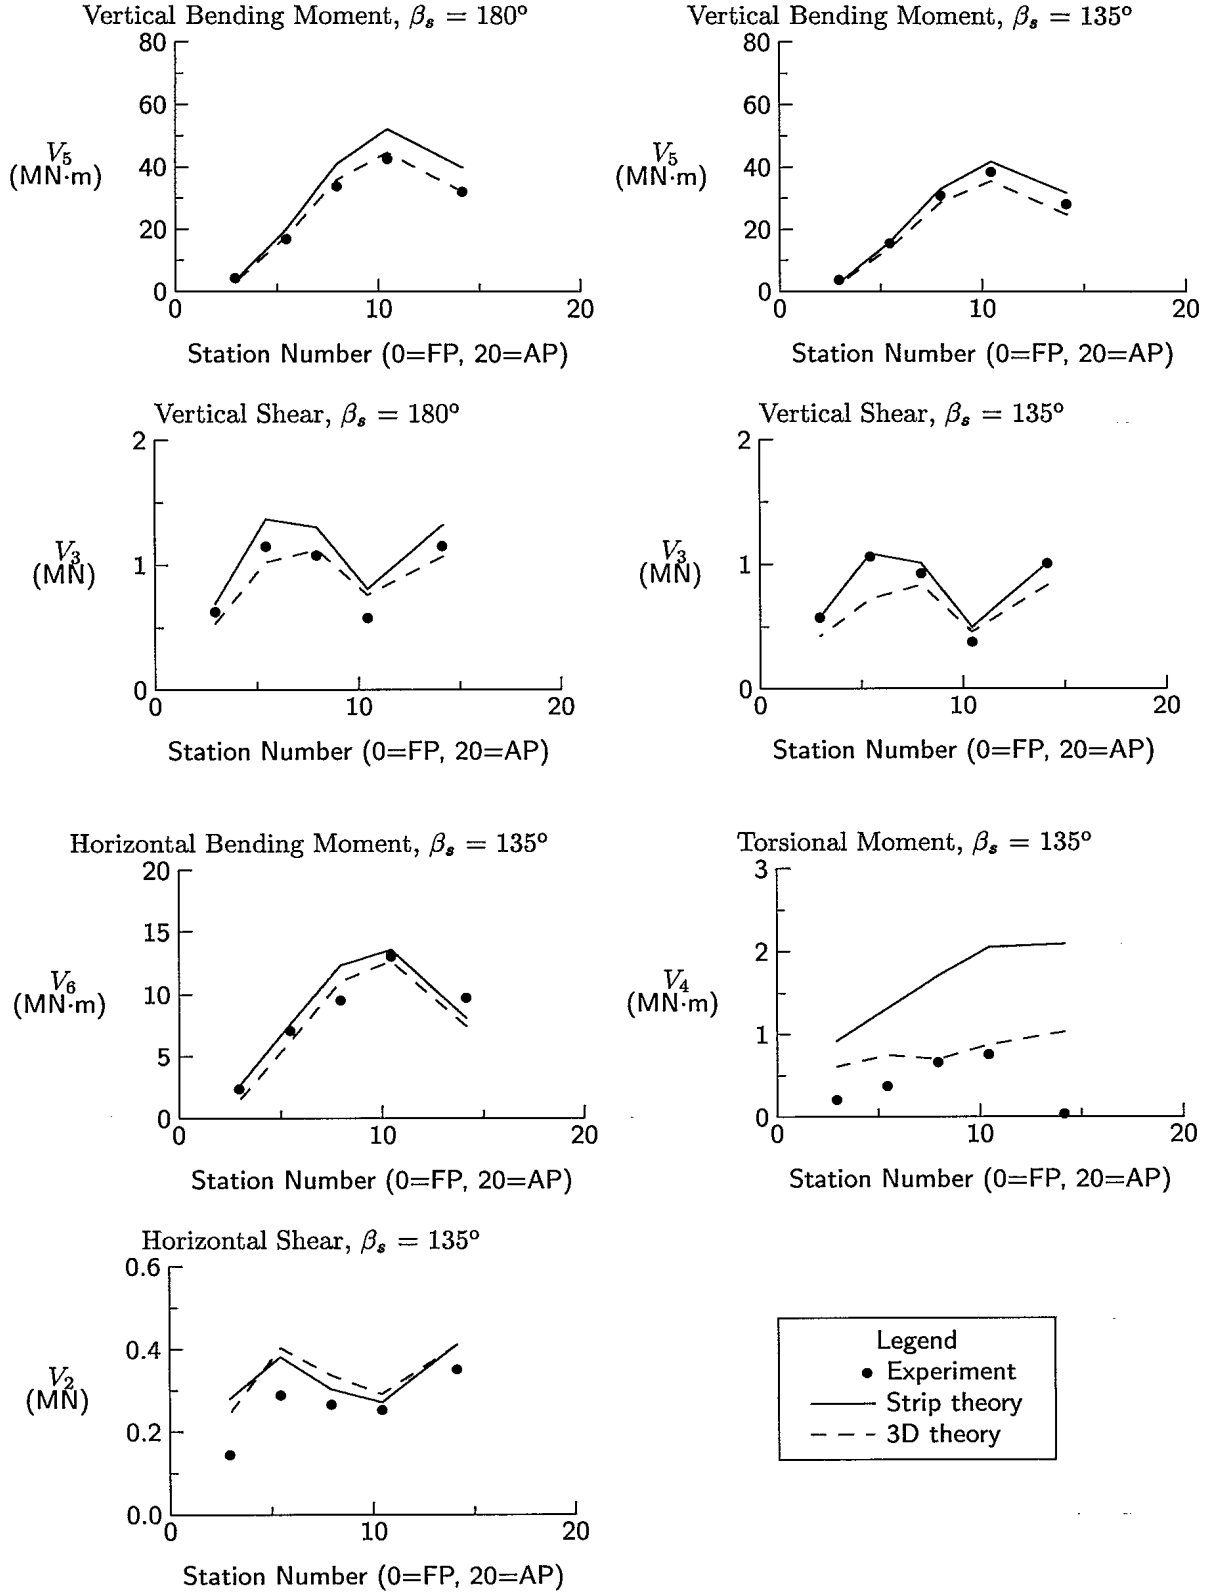 Vertical Bending Moment, βₛ = 180°
80
60
40
20
0
V₅
(MN·m)
0 10 20
Station Number (0=FP, 20=AP)
Vertical Bending Moment, βₛ = 135°
80
60
40
20
0
V₅
(MN·m)
0 10 20
Station Number (0=FP, 20=AP)
Vertical Shear, βₛ = 180°
2
1
0
V₃
(MN)
0 10 20
Station Number (0=FP, 20=AP)
Vertical Shear, βₛ = 135°
2
1
0
V₃
(MN)
0 10 20
Station Number (0=FP, 20=AP)
Horizontal Bending Moment, βₛ = 135°
20
15
10
5
0
V₆
(MN·m)
0 10 20
Station Number (0=FP, 20=AP)
Torsional Moment, βₛ = 135°
3
2
1
0
V₄
(MN·m)
0 10 20
Station Number (0=FP, 20=AP)
Horizontal Shear, βₛ = 135°
0.6
0.4
0.2
0.0
V₂
(MN)
0 10 20
Station Number (0=FP, 20=AP)
Legend
Experiment
Strip theory
3D theory